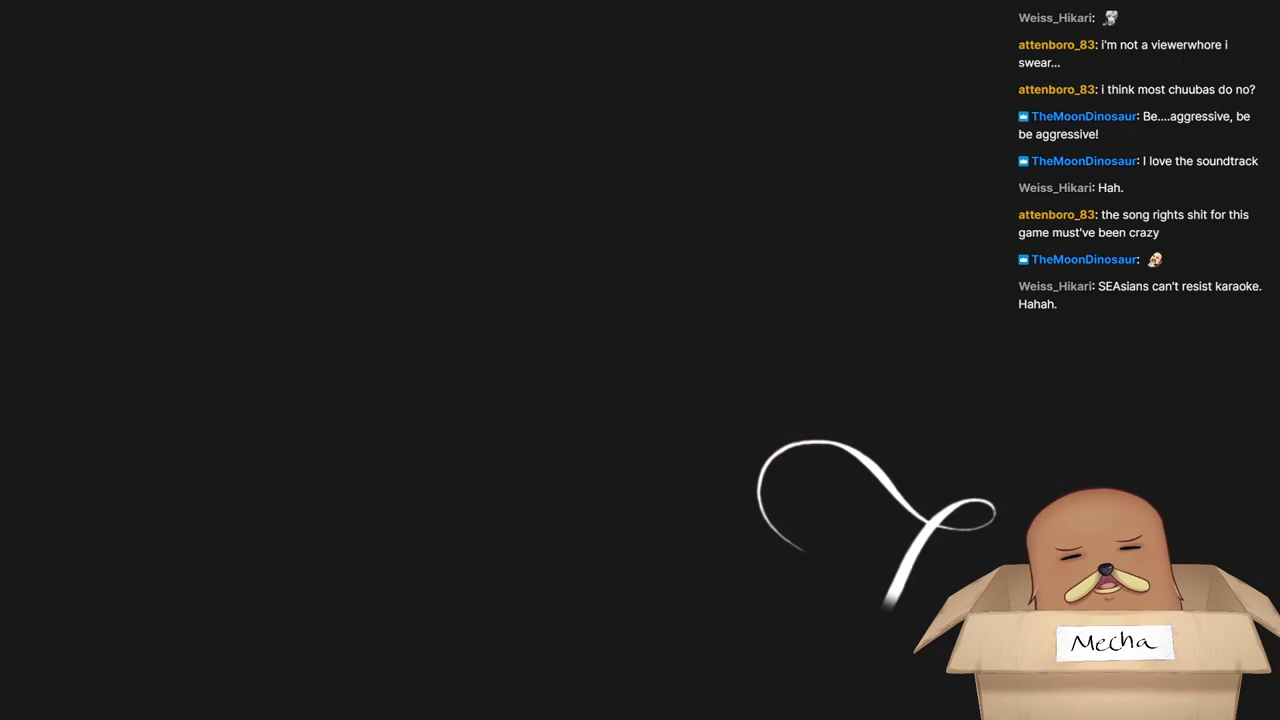 Weiss_Hikari:
attenboro_83: i'm not a viewerwhore i
swear...
attenboro_83: i think most chuubas do no?
TheMoonDinosaur: Be....aggressive, be
be aggressive!
TheMoonDinosaur: I love the soundtrack
Weiss_Hikari: Hah.
attenboro_83: the song rights shit for this
game must've been crazy
TheMoonDinosaur:
Weiss_Hikari: SEAsians can't resist karaoke.
Hahah.
Mecha